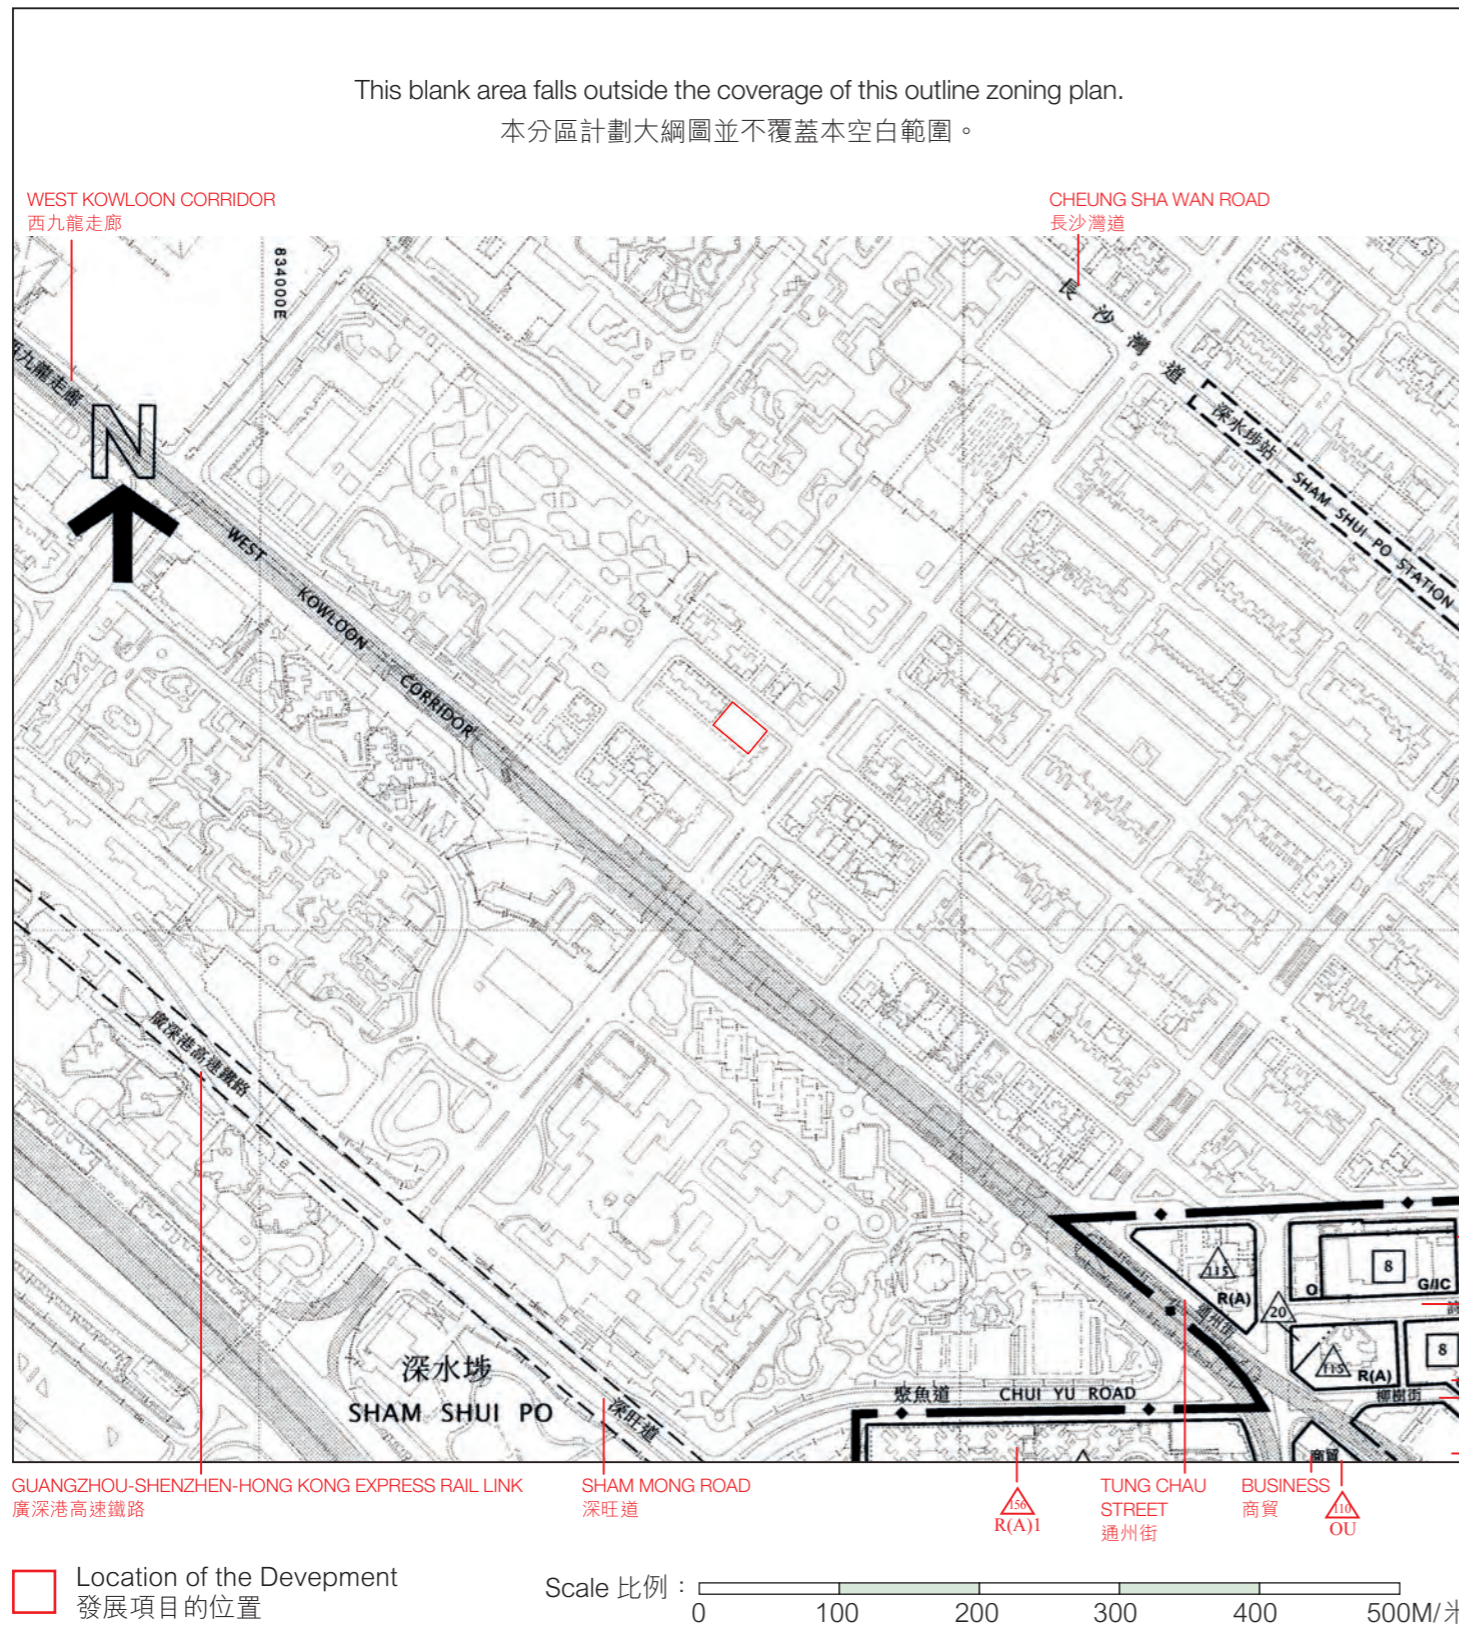 This blank area falls outside the coverage of this outline zoning plan.
本分區計劃大綱圖並不覆蓋本空白範圍。
WEST KOWLOON CORRIDOR
西九龍走廊
CHEUNG SHA WAN ROAD
長沙灣道
834000E
長沙灣道
西九龍走廊
N
深水埗站 SHAM SHUI PO STATION
WEST KOWLOON CORRIDOR
廣深港高速鐵路
115
R(A)
通州街
20
O
8
G/IC
115
R(A)
8
柳樹街
深水埗
SHAM SHUI PO
深旺道
聚魚道 CHUI YU ROAD
商貿
GUANGZHOU-SHENZHEN-HONG KONG EXPRESS RAIL LINK
廣深港高速鐵路
SHAM MONG ROAD
深旺道
156
R(A)1
TUNG CHAU
STREET
通州街
BUSINESS
商貿
110
OU
Location of the Devepment
發展項目的位置
Scale 比例：
0 100 200 300 400 500M/米